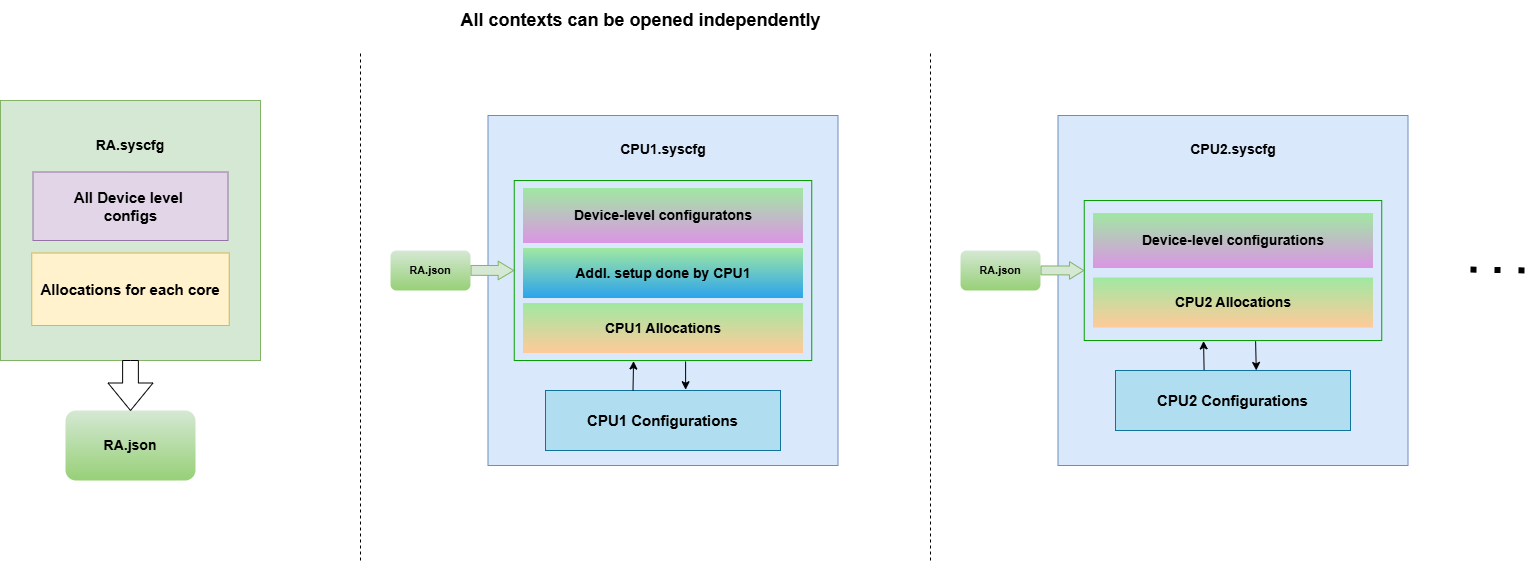 All contexts can be opened independently
RA.syscfg
All Device level
configs
Allocations for each core
RA.json
CPU1.syscfg
Device-level configuratons
RA.json
Addl. setup done by CPU1
CPU1 Allocations
CPU1 Configurations
CPU2.syscfg
Device-level configurations
RA.json
CPU2 Allocations
CPU2 Configurations
. . .